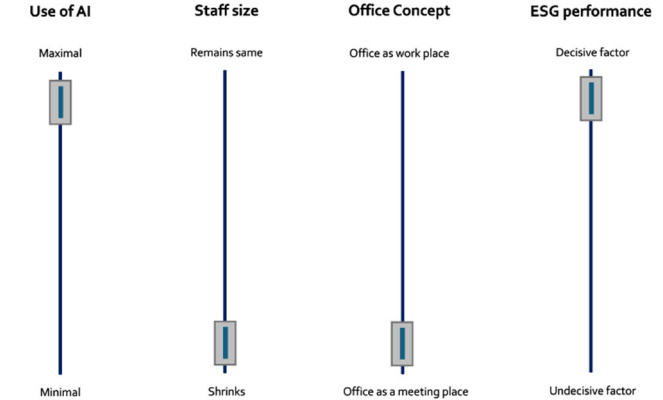 Use of AI
Staff size
Office Concept
ESG performance
Maximal
Remains same
Office as work place
Decisive factor
Minimal
Shrinks
Office as a meeting place
Undecisive factor